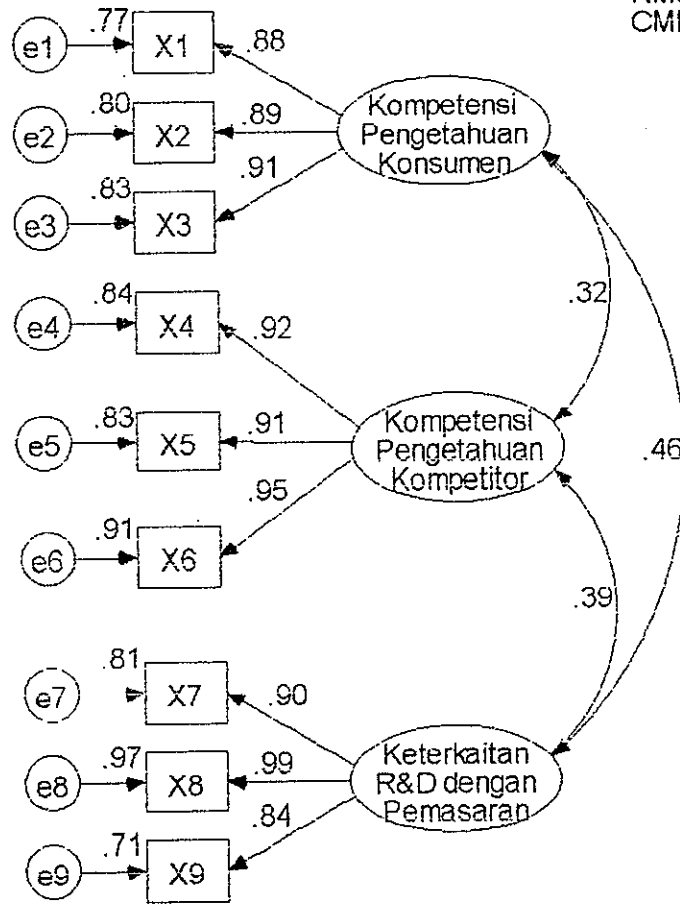 CM
.77
e1
X1
.88
Kompetensi
Pengetahuan
Konsumen
.80
e2
X2
.89
.83
e3
X3
.91
.32
.84
e4
X4
.92
Kompetensi
Pengetahuan
Kompetitor
.83
e5
X5
.91
.46
.91
e6
X6
.95
.39
.81
e7
X7
.90
Keterkaitan
R&D dengan
Pemasaran
.97
e8
X8
.99
.71
e9
X9
.84